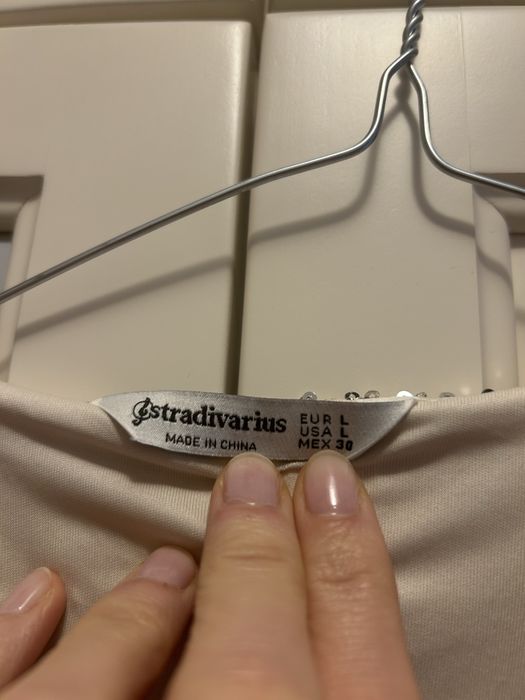 stradivarius
MADE IN CHINA
EUR L
USA L
MEX 30